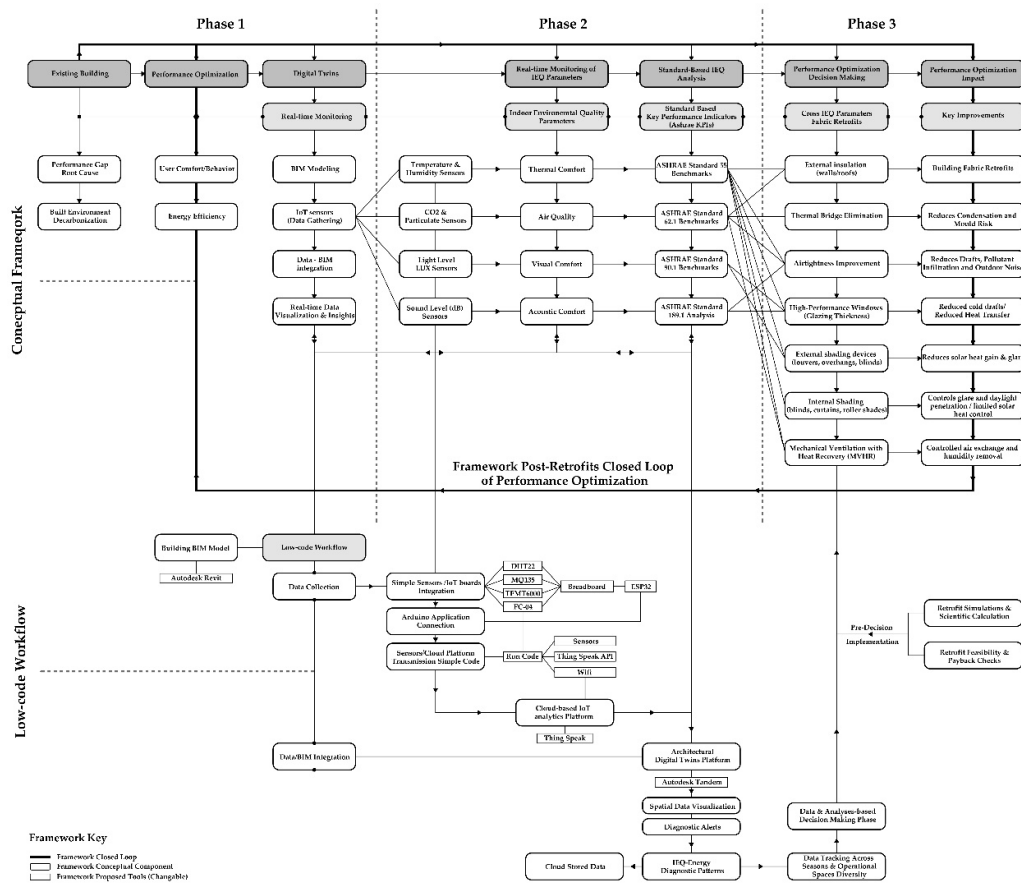 Phase 1
Phase 2
Phase 3
Existing Building
Performance Optimization
Digital Twins
Real-time Monitoring of
IEQ Parameters
Standard-Based IEQ
Analysis
Performance Optimization
Decision Making
Performance Optimization
Impact
Real-time Monitoring
Indoor Environmental Quality
Parameters
Standard Based
Key Performance Indicators
(Ashrae KPIs)
Cross IEQ Parameters
Fabric Retrofits
Key Improvements
Performance Gap
Root Cause
User Comfort/Behavior
BIM Modeling
Temperature &
Humidity Sensors
Thermal Comfort
ASHRAE Standard 55
Benchmarks
External insulation
(walls/roofs)
Building Fabric Retrofits
Built Environment
Decarbonization
Energy Efficiency
IoT sensors
(Data Gathering)
CO2 &
Particulate Sensors
Air Quality
ASHRAE Standard
62.1 Benchmarks
Thermal Bridge Elimination
Reduces Condensation and
Mould Risk
Data - BIM
integration
Light Level
LUX Sensors
Visual Comfort
ASHRAE Standard
90.1 Benchmarks
Airtightness Improvement
Reduces Drafts, Pollutant
Infiltration and Outdoor Noise
Real-time Data
Visualization & Insights
Sound Level (dB)
Sensors
Acoustic Comfort
ASHRAE Standard
189.1 Analysis
High-Performance Windows
(Glazing Thickness)
Reduced cold drafts/
Reduced Heat Transfer
External shading devices
(louvers, overhangs, blinds)
Reduces solar heat gain & glare
Internal Shading
(blinds, curtains, roller shades)
Controls glare and daylight
penetration / limited solar
heat control
Mechanical Ventilation with
Heat Recovery (MVHR)
Controlled air exchange and
humidity removal
Conecptual Frameqork
Framework Post-Retrofits Closed Loop
of Performance Optimization
Low-code Workflow
Building BIM Model
Low-code Workflow
Autodesk Revit
Data Collection
Simple Sensors /IoT boards
Integration
DHT22
MQ135
TEMT6000
FC-04
Breadboard
ESP32
Arduino Application
Connection
Sensors/Cloud Platform
Transmission Simple Code
Run Code
Sensors
Thing Speak API
Wifi
Cloud-based IoT
analytics Platform
Thing Speak
Pre-Decision
Implementation
Retrofit Simulations &
Scientific Calculation
Retrofit Feasibility &
Payback Checks
Data/BIM Integration
Architectural
Digital Twins Platform
Autodesk Tandem
Spatial Data Visualization
Diagnostic Alerts
Cloud Stored Data
IEQ-Energy
Diagnostic Patterns
Data Tracking Across
Seasons & Operational
Spaces Diversity
Data & Analyses-based
Decision Making Phase
Framework Key
Framework Closed Loop
Framework Conceptual Component
Framework Proposed Tools (Changable)